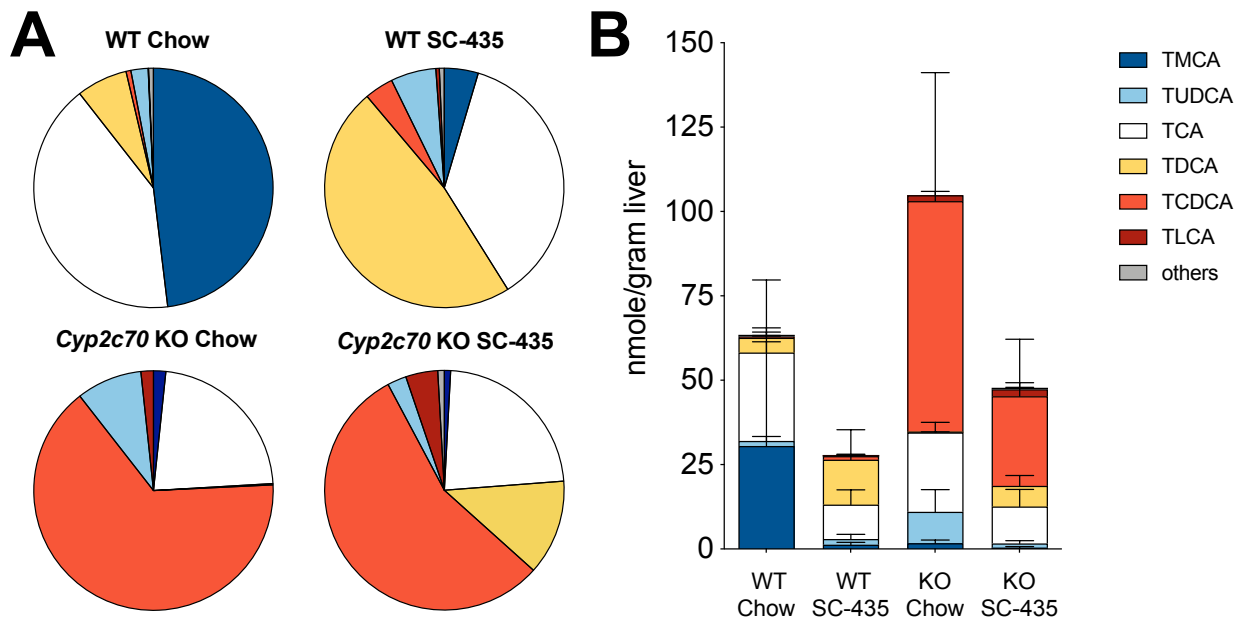 A
WT Chow
WT SC-435
Cyp2c70 KO Chow
Cyp2c70 KO SC-435
B
nmole/gram liver
150
125
100
75
50
25
0
WT
Chow
WT
SC-435
KO
Chow
KO
SC-435
TMCA
TUDCA
TCA
TDCA
TCDCA
TLCA
others